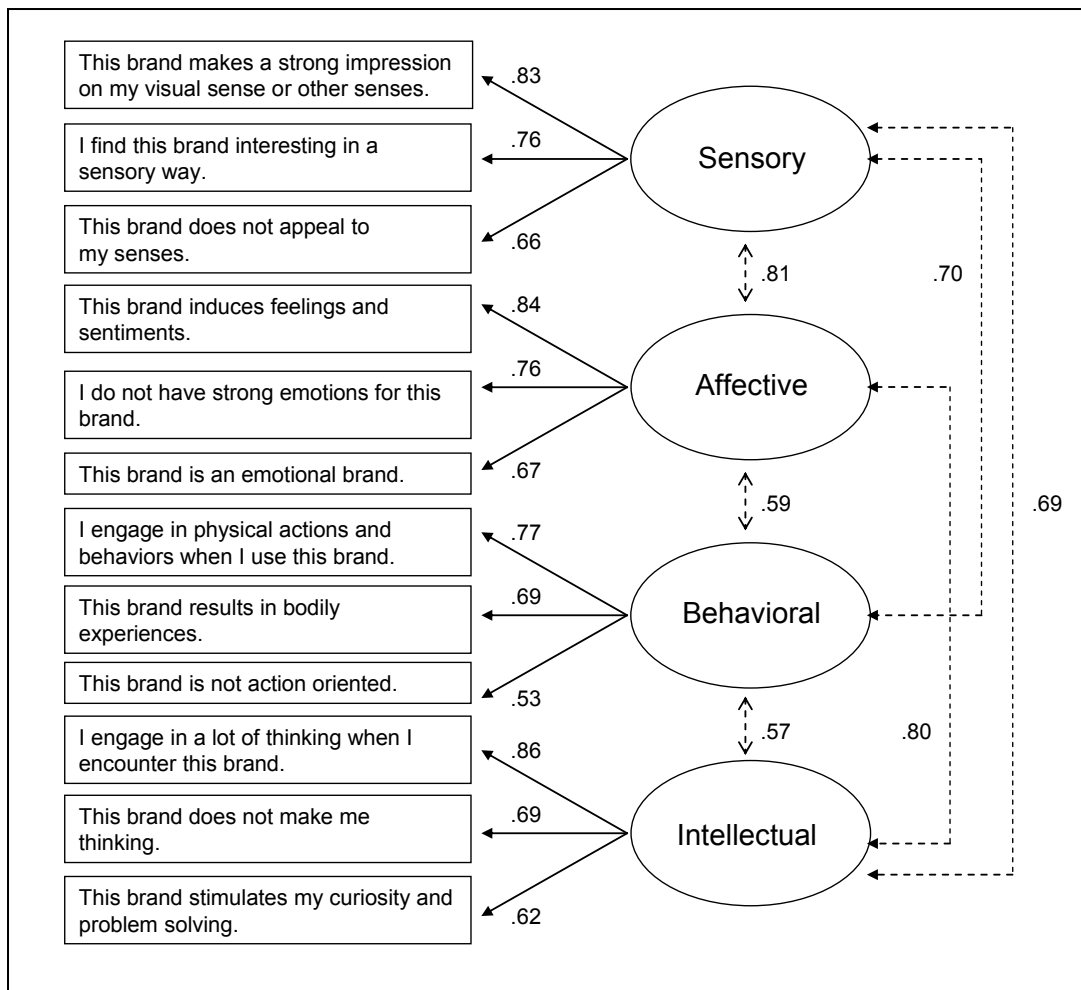 This brand makes a strong impression
on my visual sense or other senses.
.83
I find this brand interesting in a
sensory way.
.76
Sensory
This brand does not appeal to
my senses.
.66
.81
.70
This brand induces feelings and
sentiments.
.84
I do not have strong emotions for this
brand.
.76
Affective
This brand is an emotional brand.
.67
.59
.69
I engage in physical actions and
behaviors when I use this brand.
.77
This brand results in bodily
experiences.
.69
Behavioral
This brand is not action oriented.
.53
.57
.80
I engage in a lot of thinking when I
encounter this brand.
.86
This brand does not make me
thinking.
.69
Intellectual
This brand stimulates my curiosity and
problem solving.
.62